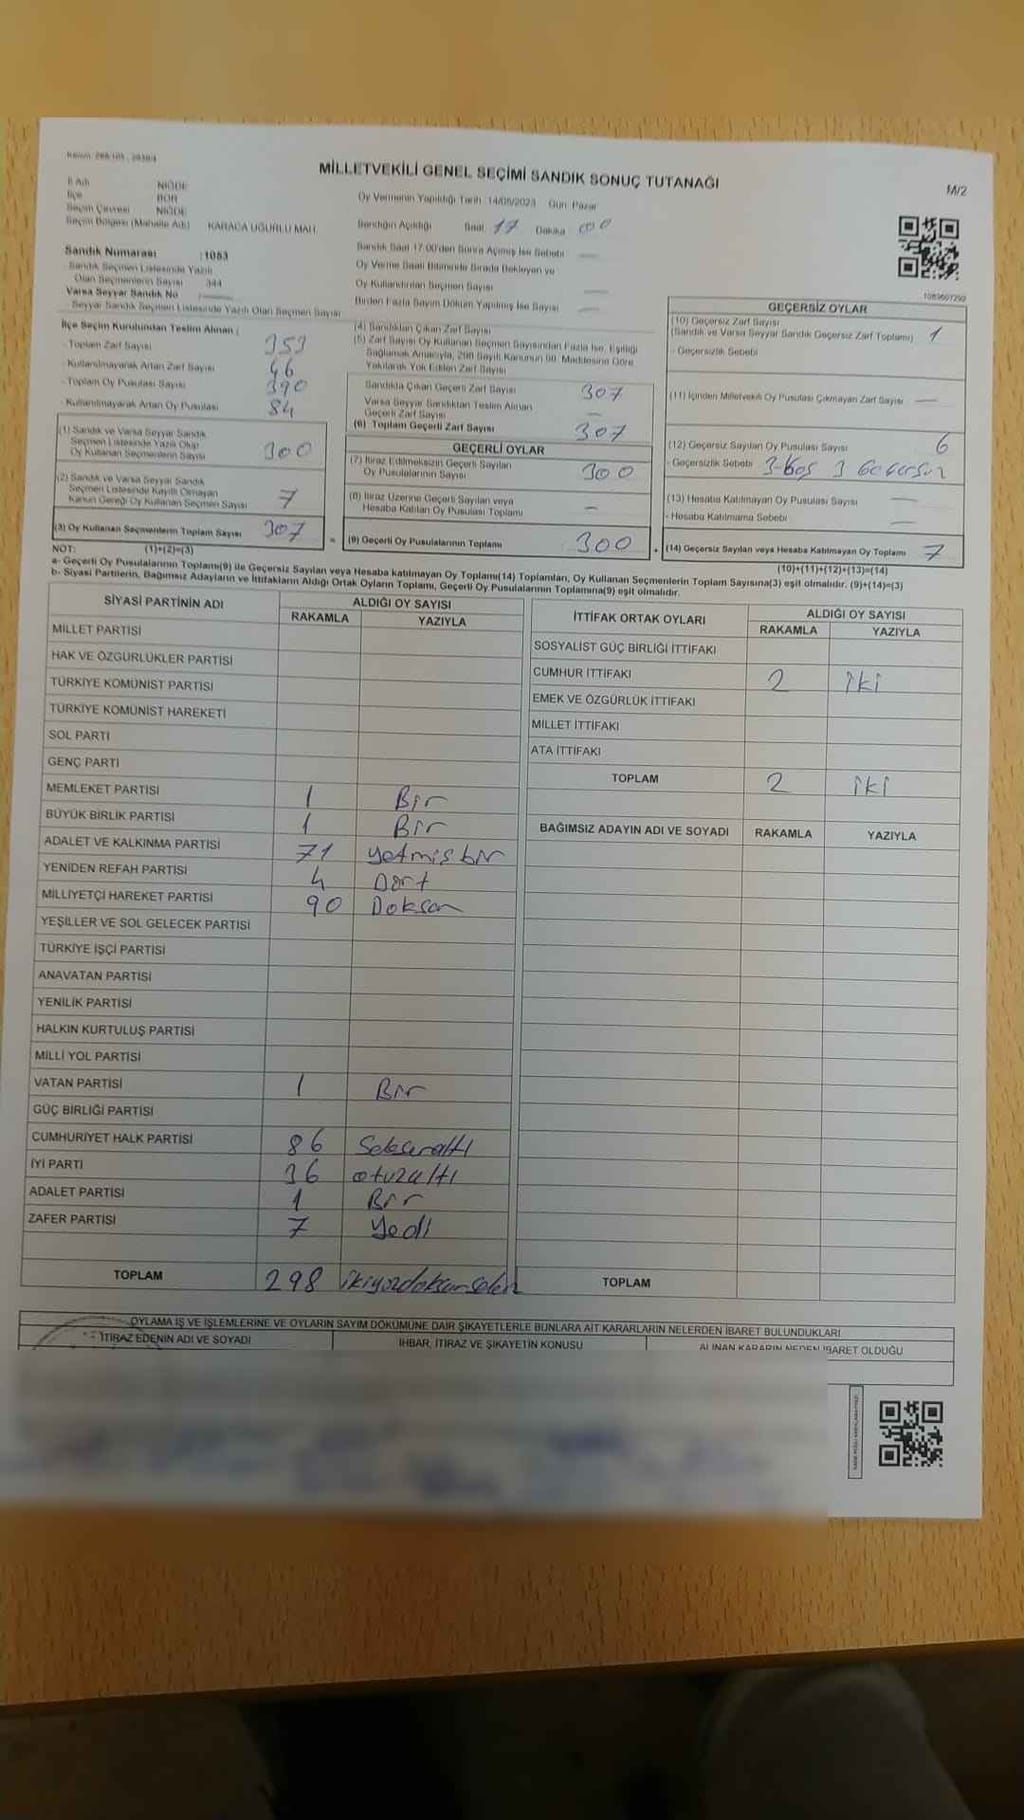 MİLLETVEKİLİ GENEL SEÇİMİ SANDIK SONUÇ TUTANAĞI
M/2
İl Adı NİĞDE
İlçe BOR
Seçim Çevresi NİĞDE
Seçim Bölgesi (Mahalle Adı) KARACA UĞURLU MAH.
Oy Vermenin Yapıldığı Tarih 14/05/2023 Gün Pazar
Sandığın Açıldığı Saat 17 Dakika 00
Sandık Saat 17.00'den Sonra Açılmış İse Sebebi
Oy Verme Saati Bitiminde Sırada Bekleyen ve
Oy Kullandırılan Seçmen Sayısı
Birden Fazla Sayım Döküm Yapılmış İse Sayısı
Sandık Numarası :1083
Sandık Seçmen Listesinde Yazılı
Olan Seçmenlerin Sayısı 344
Varsa Seyyar Sandık No
Seyyar Sandık Seçmen Listesinde Yazılı Olan Seçmen Sayısı
İlçe Seçim Kurulundan Teslim Alınan :
- Toplam Zarf Sayısı 353
- Kullanılmayarak Artan Zarf Sayısı 46
- Toplam Oy Pusulası Sayısı 390
- Kullanılmayarak Artan Oy Pusulası 84
(1) Sandık ve Varsa Seyyar Sandık
Seçmen Listesinde Yazılı Olup
Oy Kullanan Seçmenlerin Sayısı 300
(2) Sandık ve Varsa Seyyar Sandık
Seçmen Listesinde Kayıtlı Olmayan
Kanun Gereği Oy Kullanan Seçmen Sayısı 7
(3) Oy Kullanan Seçmenlerin Toplam Sayısı 307
(4) Sandıktan Çıkan Zarf Sayısı
(5) Zarf Sayısı Oy Kullanan Seçmen Sayısından Fazla İse, Eşitliği
Sağlamak Amacıyla, 298 Sayılı Kanunun 98. Maddesine Göre
Yakılarak Yok Edilen Zarf Sayısı
Sandıkta Çıkan Geçerli Zarf Sayısı 307
Varsa Seyyar Sandıktan Teslim Alınan
Geçerli Zarf Sayısı
(6) Toplam Geçerli Zarf Sayısı 307
GEÇERLİ OYLAR
(7) İtiraz Edilmeksizin Geçerli Sayılan
Oy Pusulalarının Sayısı 300
(8) İtiraz Üzerine Geçerli Sayılan veya
Hesaba Katılan Oy Pusulası Toplamı -
(9) Geçerli Oy Pusulalarının Toplamı 300
GEÇERSİZ OYLAR
(10) Geçersiz Zarf Sayısı
(Sandık ve Varsa Seyyar Sandık Geçersiz Zarf Toplamı) 1
- Geçersizlik Sebebi
(11) İçinden Milletvekili Oy Pusulası Çıkmayan Zarf Sayısı
(12) Geçersiz Sayılan Oy Pusulası Sayısı 6
- Geçersizlik Sebebi 3-Boş 3
(13) Hesaba Katılmayan Oy Pusulası Sayısı
- Hesaba Katılmama Sebebi
(14) Geçersiz Sayılan veya Hesaba Katılmayan Oy Toplamı 7
NOT: (1)+(2)=(3)
(10)+(11)+(12)+(13)=(14)
a- Geçerli Oy Pusulasının Toplamı(9) ile Geçersiz Sayılan veya Hesaba katılmayan Oy Toplamı(14) Toplamları, Oy Kullanan Seçmenlerin Toplam Sayısına(3) eşit olmalıdır. (9)+(14)=(3)
b- Siyasi Partilerin, Bağımsız Adayların ve İttifakların Aldığı Ortak Oyların Toplamı, Geçerli Oy Pusulalarının Toplamına(9) eşit olmalıdır.
SİYASİ PARTİNİN ADI ALDIĞI OY SAYISI
RAKAMLA YAZIYLA
MİLLET PARTİSİ
HAK VE ÖZGÜRLÜKLER PARTİSİ
TÜRKİYE KOMÜNİST PARTİSİ
TÜRKİYE KOMÜNİST HAREKETİ
SOL PARTİ
GENÇ PARTİ
MEMLEKET PARTİSİ 1 Bir
BÜYÜK BİRLİK PARTİSİ 1 Bir
ADALET VE KALKINMA PARTİSİ 71 yetmiş bir
YENİDEN REFAH PARTİSİ 4 Dört
MİLLİYETÇİ HAREKET PARTİSİ 90 Doksan
YEŞİLLER VE SOL GELECEK PARTİSİ
TÜRKİYE İŞÇİ PARTİSİ
ANAVATAN PARTİSİ
YENİLİK PARTİSİ
HALKIN KURTULUŞ PARTİSİ
MİLLİ YOL PARTİSİ
VATAN PARTİSİ 1 Bir
GÜÇ BİRLİĞİ PARTİSİ
CUMHURİYET HALK PARTİSİ 86 Seksenaltı
İYİ PARTİ 36 otuzaltı
ADALET PARTİSİ 1 Bir
ZAFER PARTİSİ 7 Yedi
TOPLAM 298 ikiyüzdoksansekiz
İTTİFAK ORTAK OYLARI ALDIĞI OY SAYISI
RAKAMLA YAZIYLA
SOSYALİST GÜÇ BİRLİĞİ İTTİFAKI
CUMHUR İTTİFAKI 2 iki
EMEK VE ÖZGÜRLÜK İTTİFAKI
MİLLET İTTİFAKI
ATA İTTİFAKI
TOPLAM 2 iki
BAĞIMSIZ ADAYIN ADI VE SOYADI RAKAMLA YAZIYLA
TOPLAM
OYLAMA İŞ VE İŞLEMLERİNE VE OYLARIN SAYIM DÖKÜMÜNE DAİR ŞİKAYETLERLE BUNLARA AİT KARARLARIN NELERDEN İBARET BULUNDUKLARI
İTİRAZ EDENİN ADI VE SOYADI İHBAR, İTİRAZ VE ŞİKAYETİN KONUSU ALINAN KARARIN NEDEN İBARET OLDUĞU